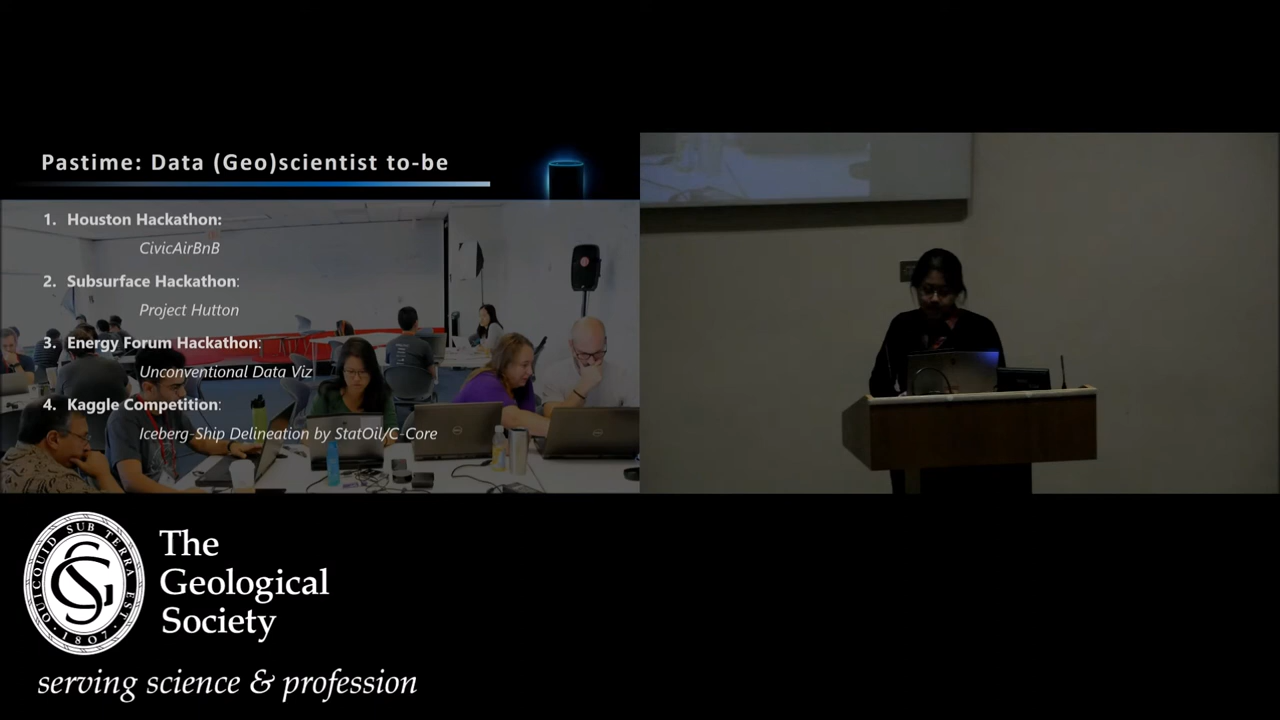 Pastime: Data (Geo)scientist to-be
1. Houston Hackathon:
CivicAirBnB
2. Subsurface Hackathon:
Project Hutton
3. Energy Forum Hackathon:
Unconventional Data Viz
4. Kaggle Competition:
Iceberg-Ship Delineation by StatOil/C-Core
QUICQUID SUB TERRA EST
·1807·
The
Geological
Society
serving science & profession